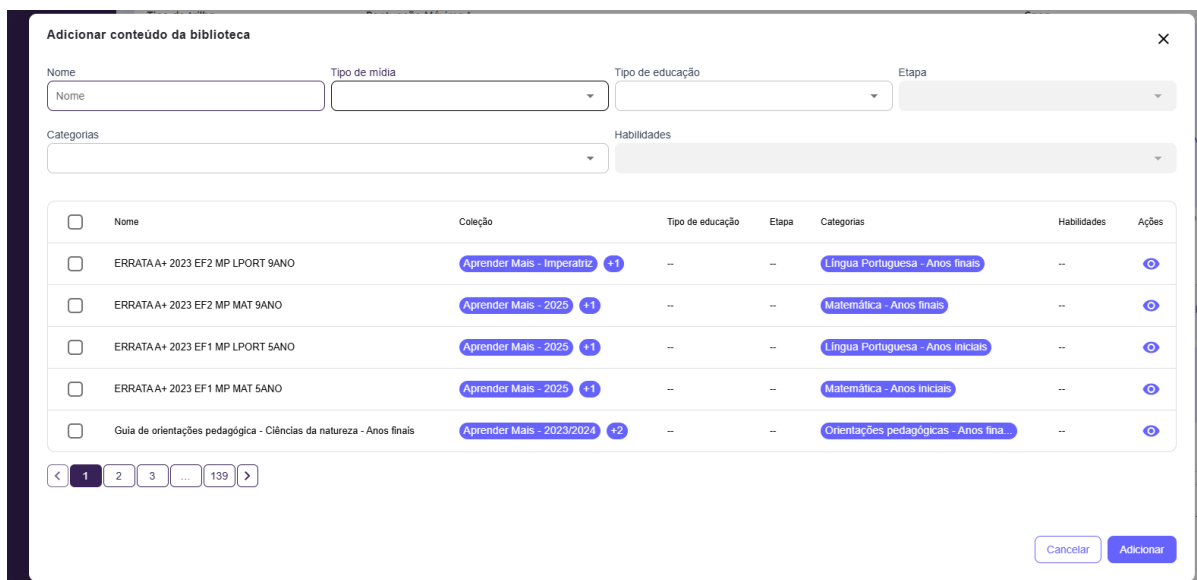 Adicionar conteúdo da biblioteca
Nome Tipo de mídia Tipo de educação Etapa
Nome
Categorias Habilidades
Nome Coleção Tipo de educação Etapa Categorias Habilidades Ações
ERRATA A+ 2023 EF2 MP LPORT 9ANO Aprender Mais - Imperatriz +1 -- -- Língua Portuguesa - Anos finais --
ERRATA A+ 2023 EF2 MP MAT 9ANO Aprender Mais - 2025 +1 -- -- Matemática - Anos finais --
ERRATA A+ 2023 EF1 MP LPORT 5ANO Aprender Mais - 2025 +1 -- -- Língua Portuguesa - Anos iniciais --
ERRATA A+ 2023 EF1 MP MAT 5ANO Aprender Mais - 2025 +1 -- -- Matemática - Anos iniciais --
Guia de orientações pedagógica - Ciências da natureza - Anos finais Aprender Mais - 2023/2024 +2 -- -- Orientações pedagógicas - Anos fina... --
1 2 3 ... 139
Cancelar Adicionar